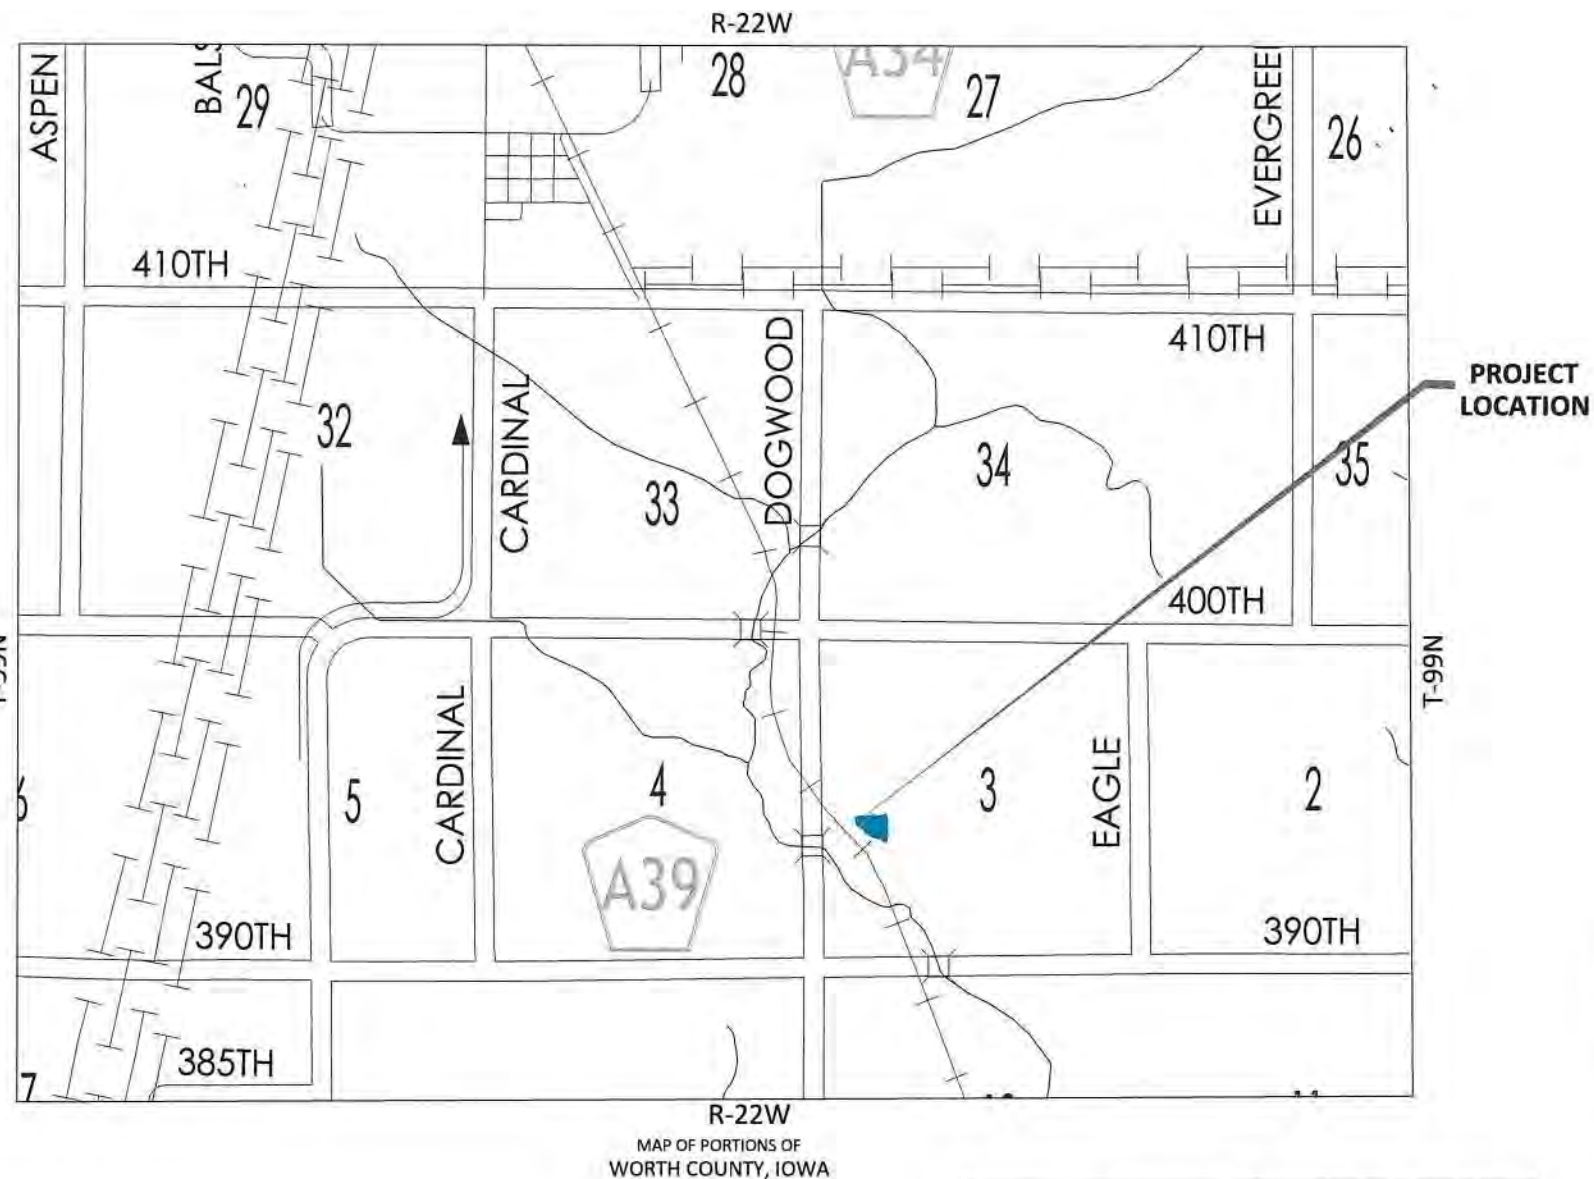 R-22W
ASPEN
BALS
29
28
A34
27
EVERGREE
26
410TH
410TH
PROJECT
LOCATION
32
CARDINAL
33
DOGWOOD
34
35
400TH
T-99N
CARDINAL
5
4
3
EAGLE
2
A39
390TH
390TH
385TH
7
R-22W
MAP OF PORTIONS OF
WORTH COUNTY, IOWA